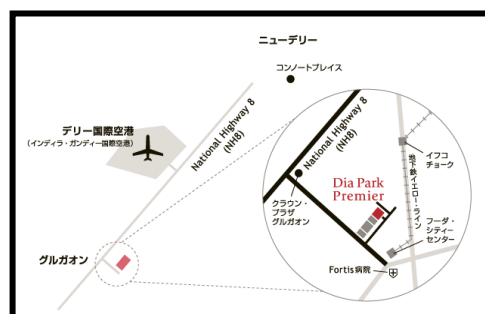 ニューデリー
コンノートプレイス
デリー国際空港
(インディラ・ガンディー国際空港)
National Highway 8
(NH8)
National Highway 8
(NH8)
イフコ
チョーク
地下鉄イエロー・ライン
Dia Park
Premier
クラウン・
プラザ
グルガオン
フーダ・
シティー
センター
グルガオン
Fortis病院